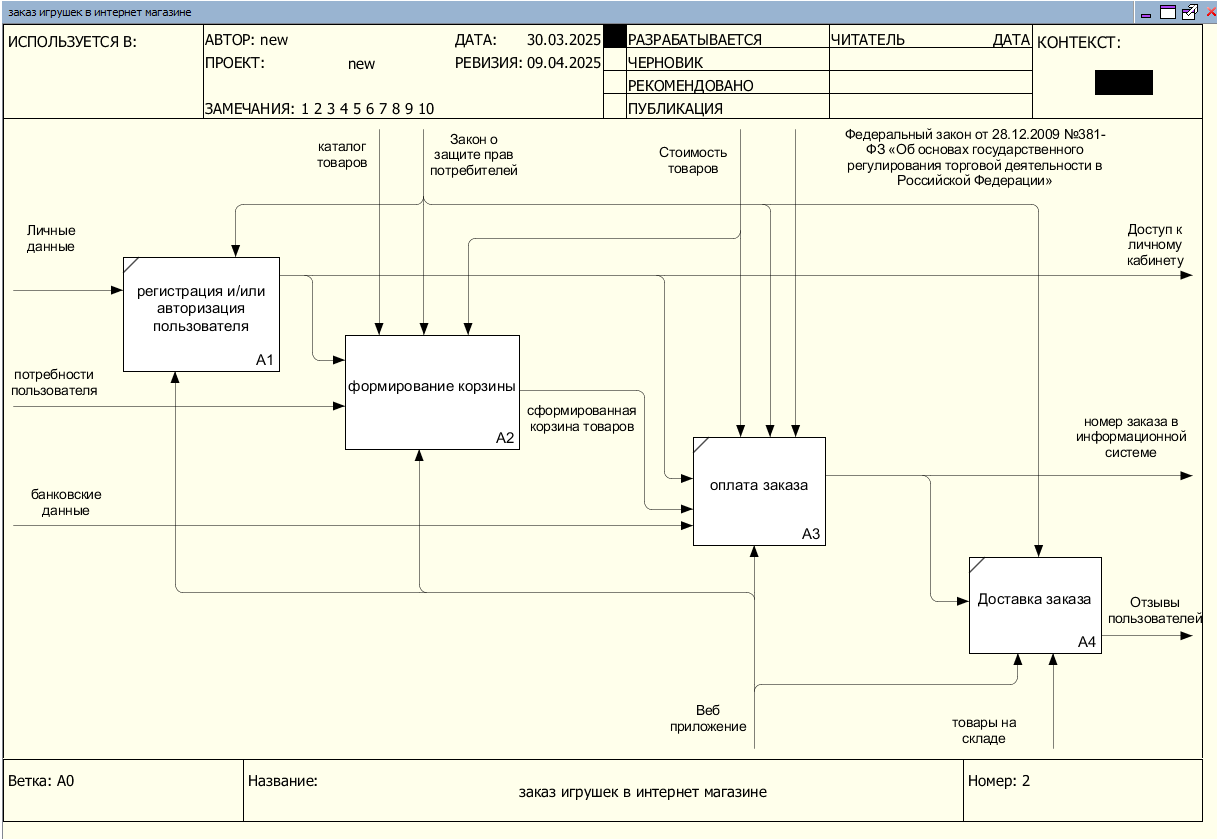 заказ игрушек в интернет магазине
ИСПОЛЬЗУЕТСЯ В:
АВТОР: new
ДАТА: 30.03.2025
РАЗРАБАТЫВАЕТСЯ
ЧИТАТЕЛЬ
ДАТА
КОНТЕКСТ:
ПРОЕКТ: new
РЕВИЗИЯ: 09.04.2025
ЧЕРНОВИК
РЕКОМЕНДОВАНО
ЗАМЕЧАНИЯ: 1 2 3 4 5 6 7 8 9 10
ПУБЛИКАЦИЯ
каталог
товаров
Закон о
защите прав
потребителей
Стоимость
товаров
Федеральный закон от 28.12.2009 №381-
ФЗ «Об основах государственного
регулирования торговой деятельности в
Российской Федерации»
Личные
данные
Доступ к
личному
кабинету
регистрация и/или
авторизация
пользователя
A1
потребности
пользователя
формирование корзины
A2
сформированная
корзина товаров
номер заказа в
информационной
системе
банковские
данные
оплата заказа
A3
Доставка заказа
A4
Отзывы
пользователей
Веб
приложение
товары на
складе
Ветка: A0
Название:
заказ игрушек в интернет магазине
Номер: 2